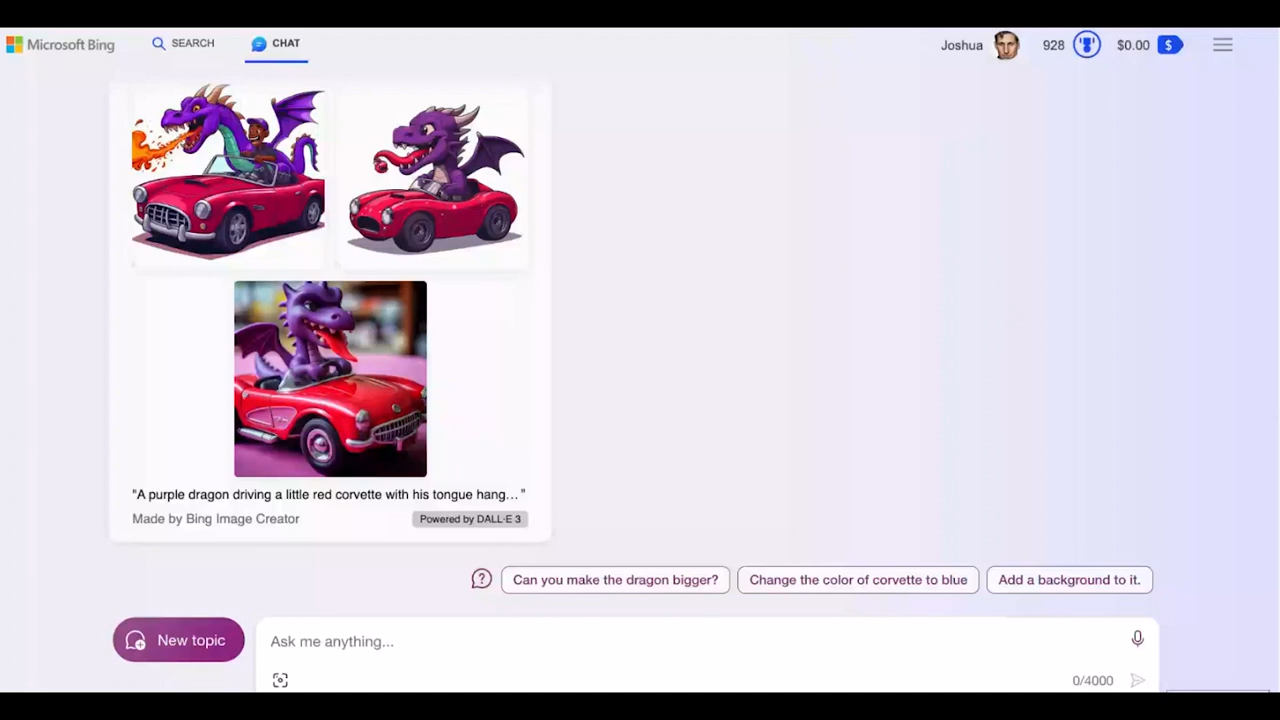 Microsoft Bing
SEARCH
CHAT
Joshua
928
$0.00
$
"A purple dragon driving a little red corvette with his tongue hang..."
Made by Bing Image Creator
Powered by DALL·E 3
?
Can you make the dragon bigger?
Change the color of corvette to blue
Add a background to it.
New topic
Ask me anything...
0/4000